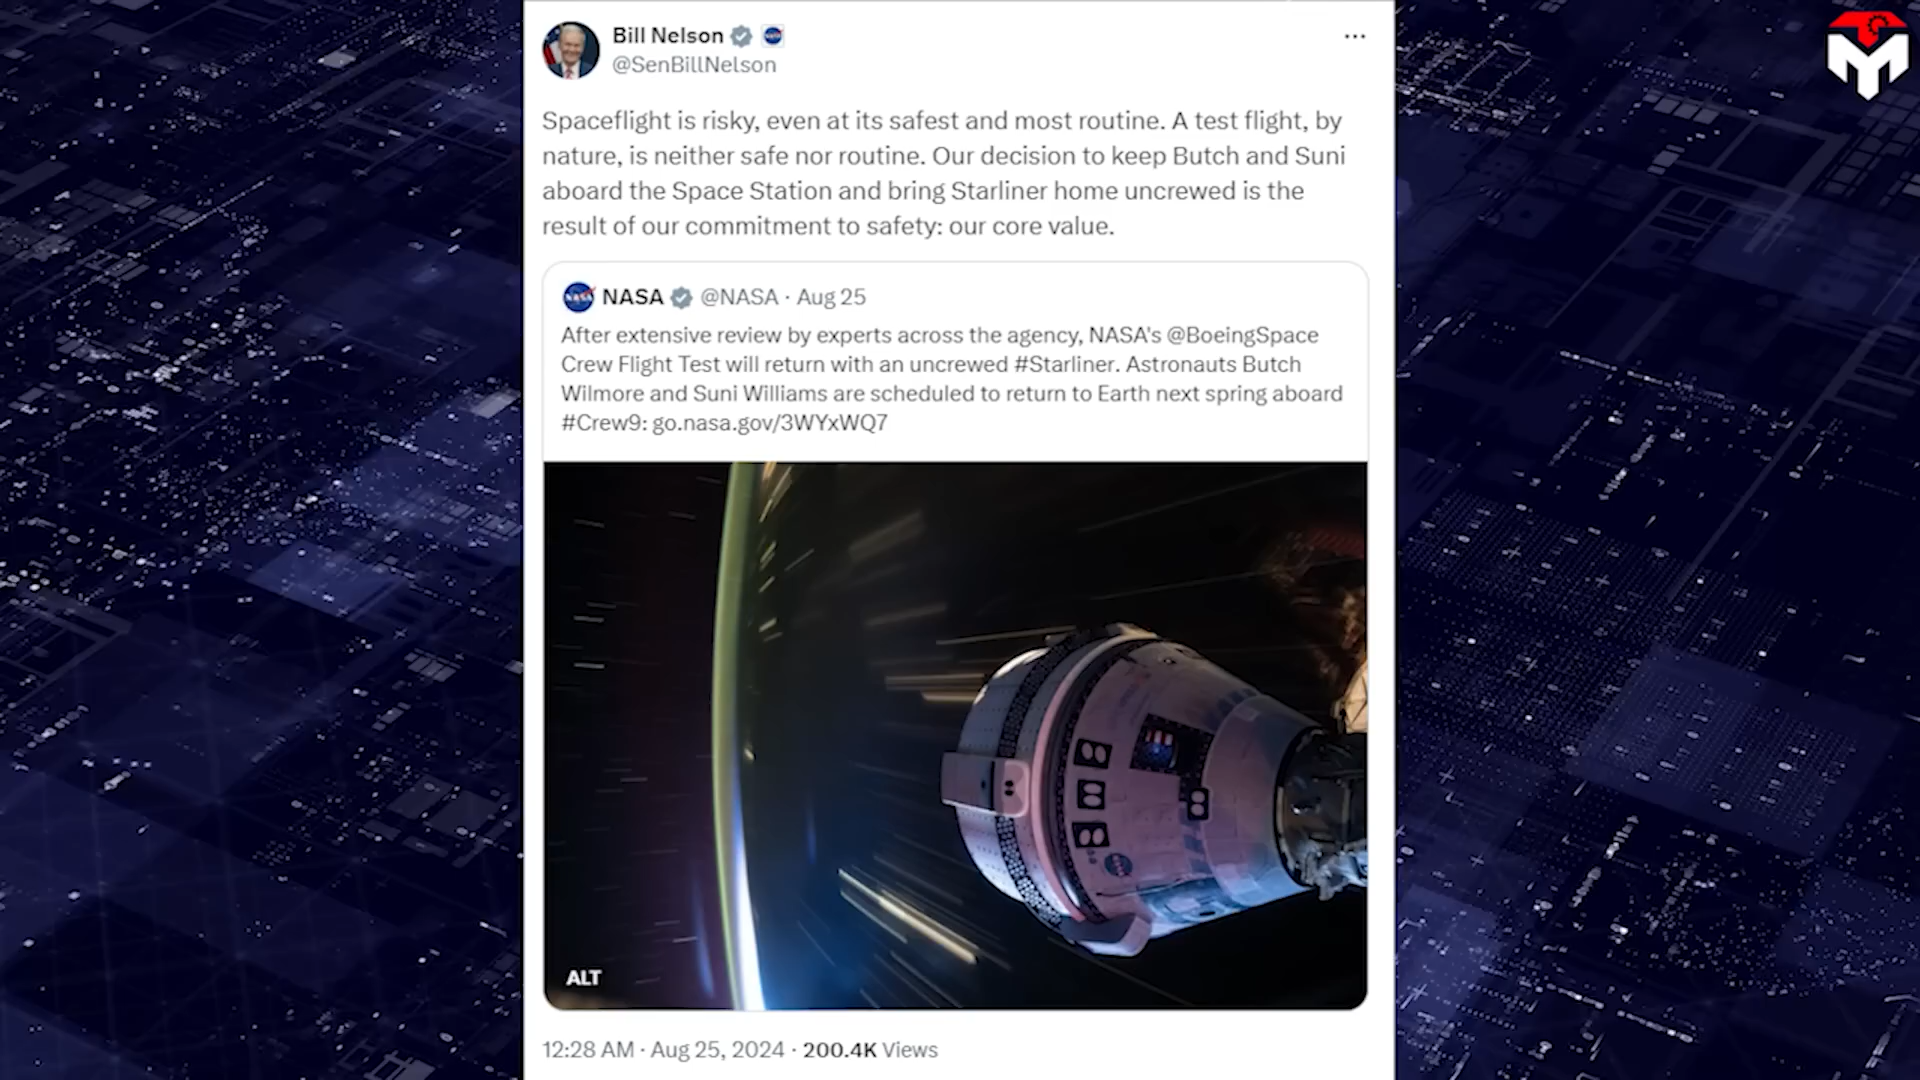 Bill Nelson
@SenBillNelson
Spaceflight is risky, even at its safest and most routine. A test flight, by
nature, is neither safe nor routine. Our decision to keep Butch and Suni
aboard the Space Station and bring Starliner home uncrewed is the
result of our commitment to safety: our core value.
NASA @NASA · Aug 25
After extensive review by experts across the agency, NASA's @BoeingSpace
Crew Flight Test will return with an uncrewed #Starliner. Astronauts Butch
Wilmore and Suni Williams are scheduled to return to Earth next spring aboard
#Crew9: go.nasa.gov/3WYxWQ7
ALT
12:28 AM · Aug 25, 2024 · 200.4K Views